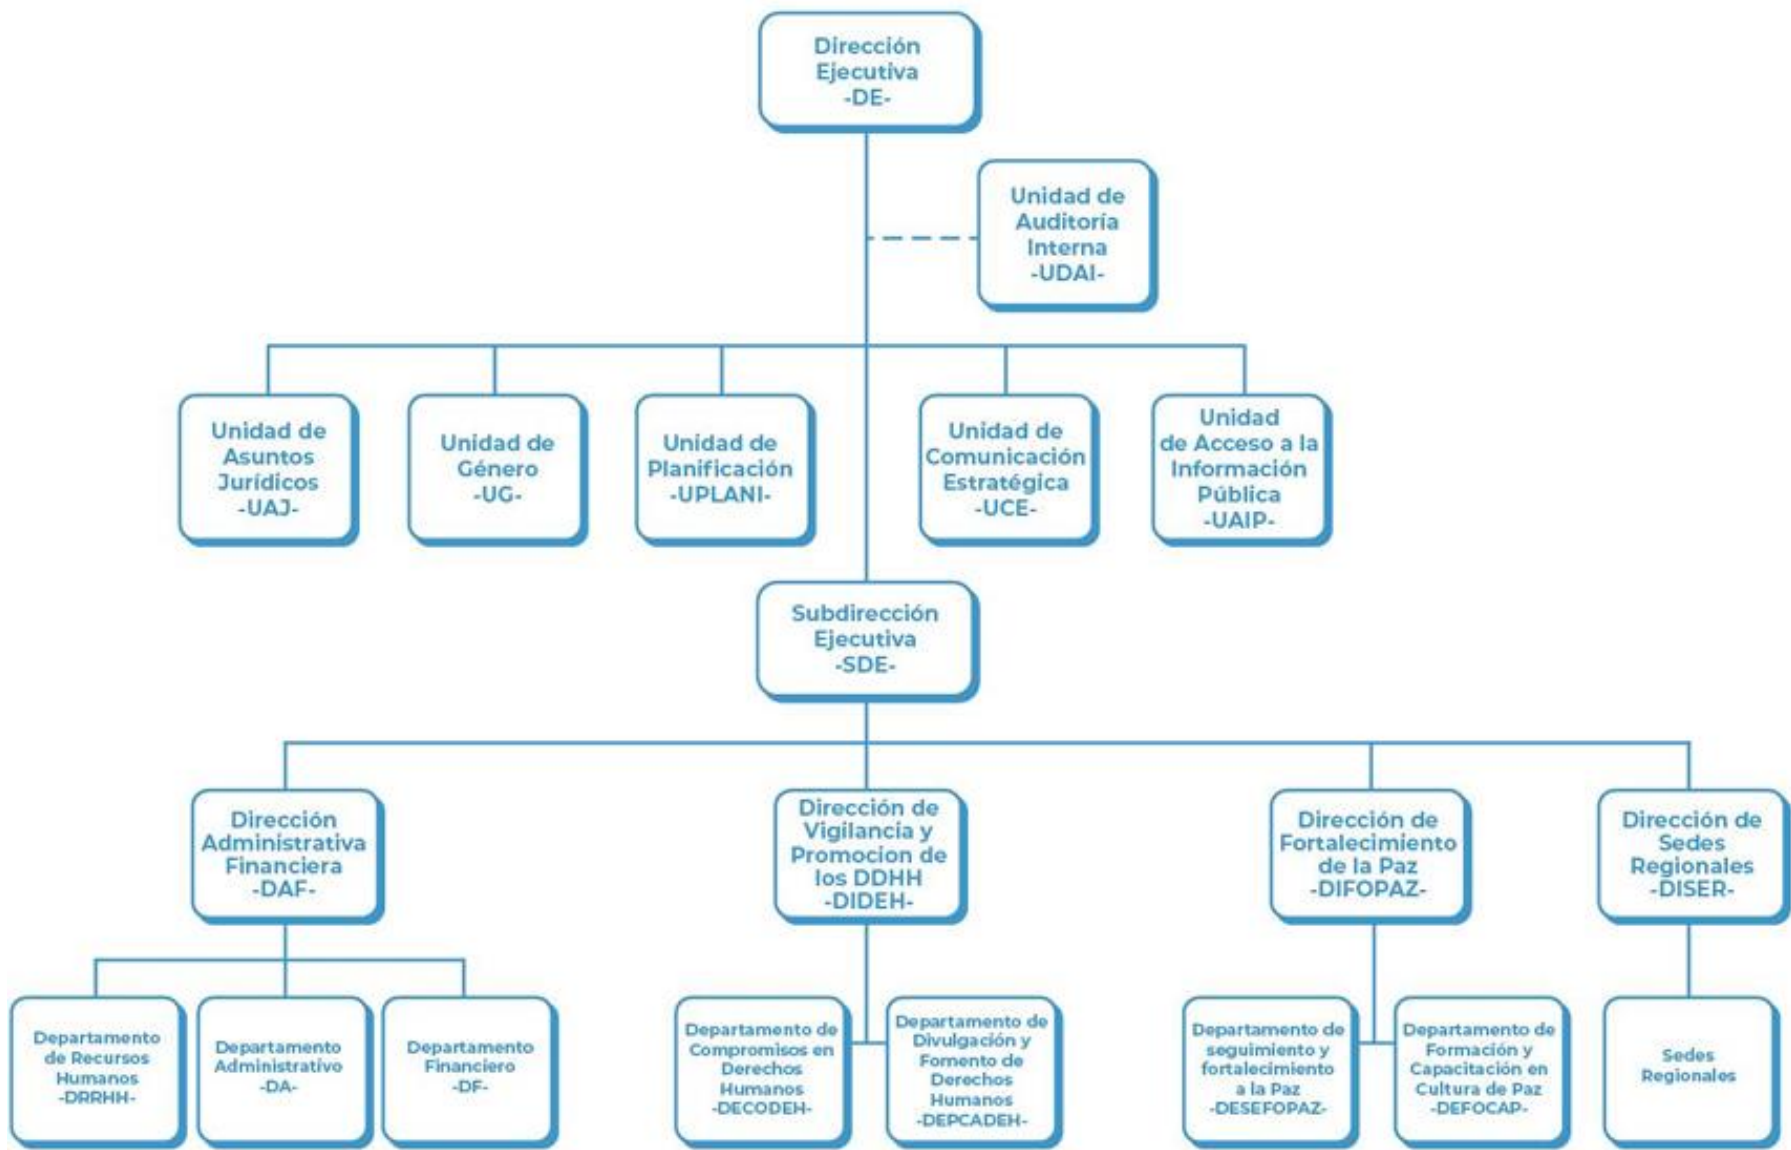 Dirección
Ejecutiva
-DE-
Unidad de
Auditoría
Interna
-UDAI-
Unidad de
Asuntos
Jurídicos
-UAJ-
Unidad de
Género
-UG-
Unidad de
Planificación
-UPLANI-
Unidad de
Comunicación
Estratégica
-UCE-
Unidad
de Acceso a la
Información
Pública
-UAIP-
Subdirección
Ejecutiva
-SDE-
Dirección
Administrativa
Financiera
-DAF-
Dirección de
Vigilancia y
Promocion de
los DDHH
-DIDEH-
Dirección de
Fortalecimiento
de la Paz
-DIFOPAZ-
Dirección de
Sedes
Regionales
-DISER-
Departamento
de Recursos
Humanos
-DRRHH-
Departamento
Administrativo
-DA-
Departamento
Financiero
-DF-
Departamento de
Compromisos en
Derechos
Humanos
-DECODEH-
Departamento de
Divulgación y
Fomento de
Derechos
Humanos
-DEPCADEH-
Departamento de
seguimiento y
fortalecimiento
a la Paz
-DESEFOPAZ-
Departamento de
Formación y
Capacitación en
Cultura de Paz
-DEFOCAP-
Sedes
Regionales